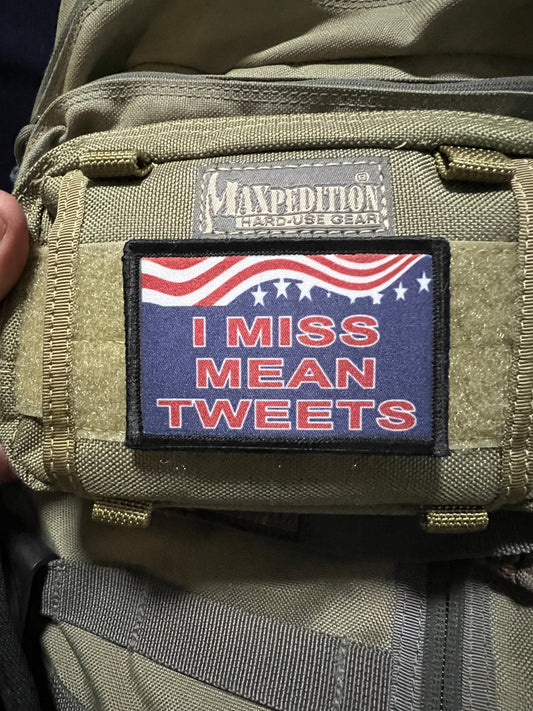 MAXPEDITION®
HARD-USE GEAR
I MISS
MEAN
TWEETS